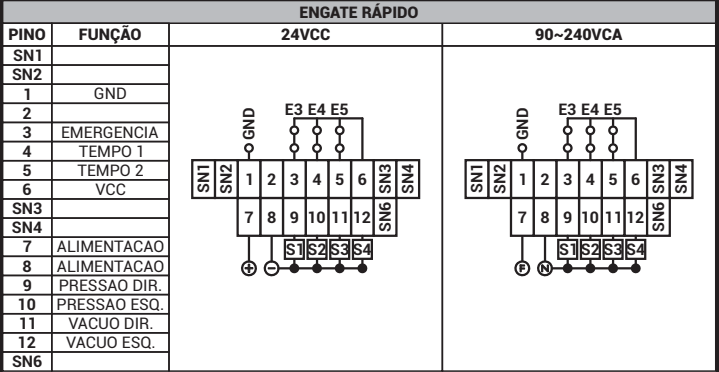 ENGATE RÁPIDO
PINO FUNÇÃO 24VCC 90~240VCA
SN1
SN2
1 GND
2
3 EMERGENCIA
4 TEMPO 1
5 TEMPO 2
6 VCC
SN3
SN4
7 ALIMENTACAO
8 ALIMENTACAO
9 PRESSAO DIR.
10 PRESSAO ESQ.
11 VACUO DIR.
12 VACUO ESQ.
SN6
GND E3 E4 E5
SN1 SN2 1 2 3 4 5 6 SN3 SN4
7 8 9 10 11 12 SN6
S1 S2 S3 S4
+ −
GND E3 E4 E5
SN1 SN2 1 2 3 4 5 6 SN3 SN4
7 8 9 10 11 12 SN6
S1 S2 S3 S4
F N